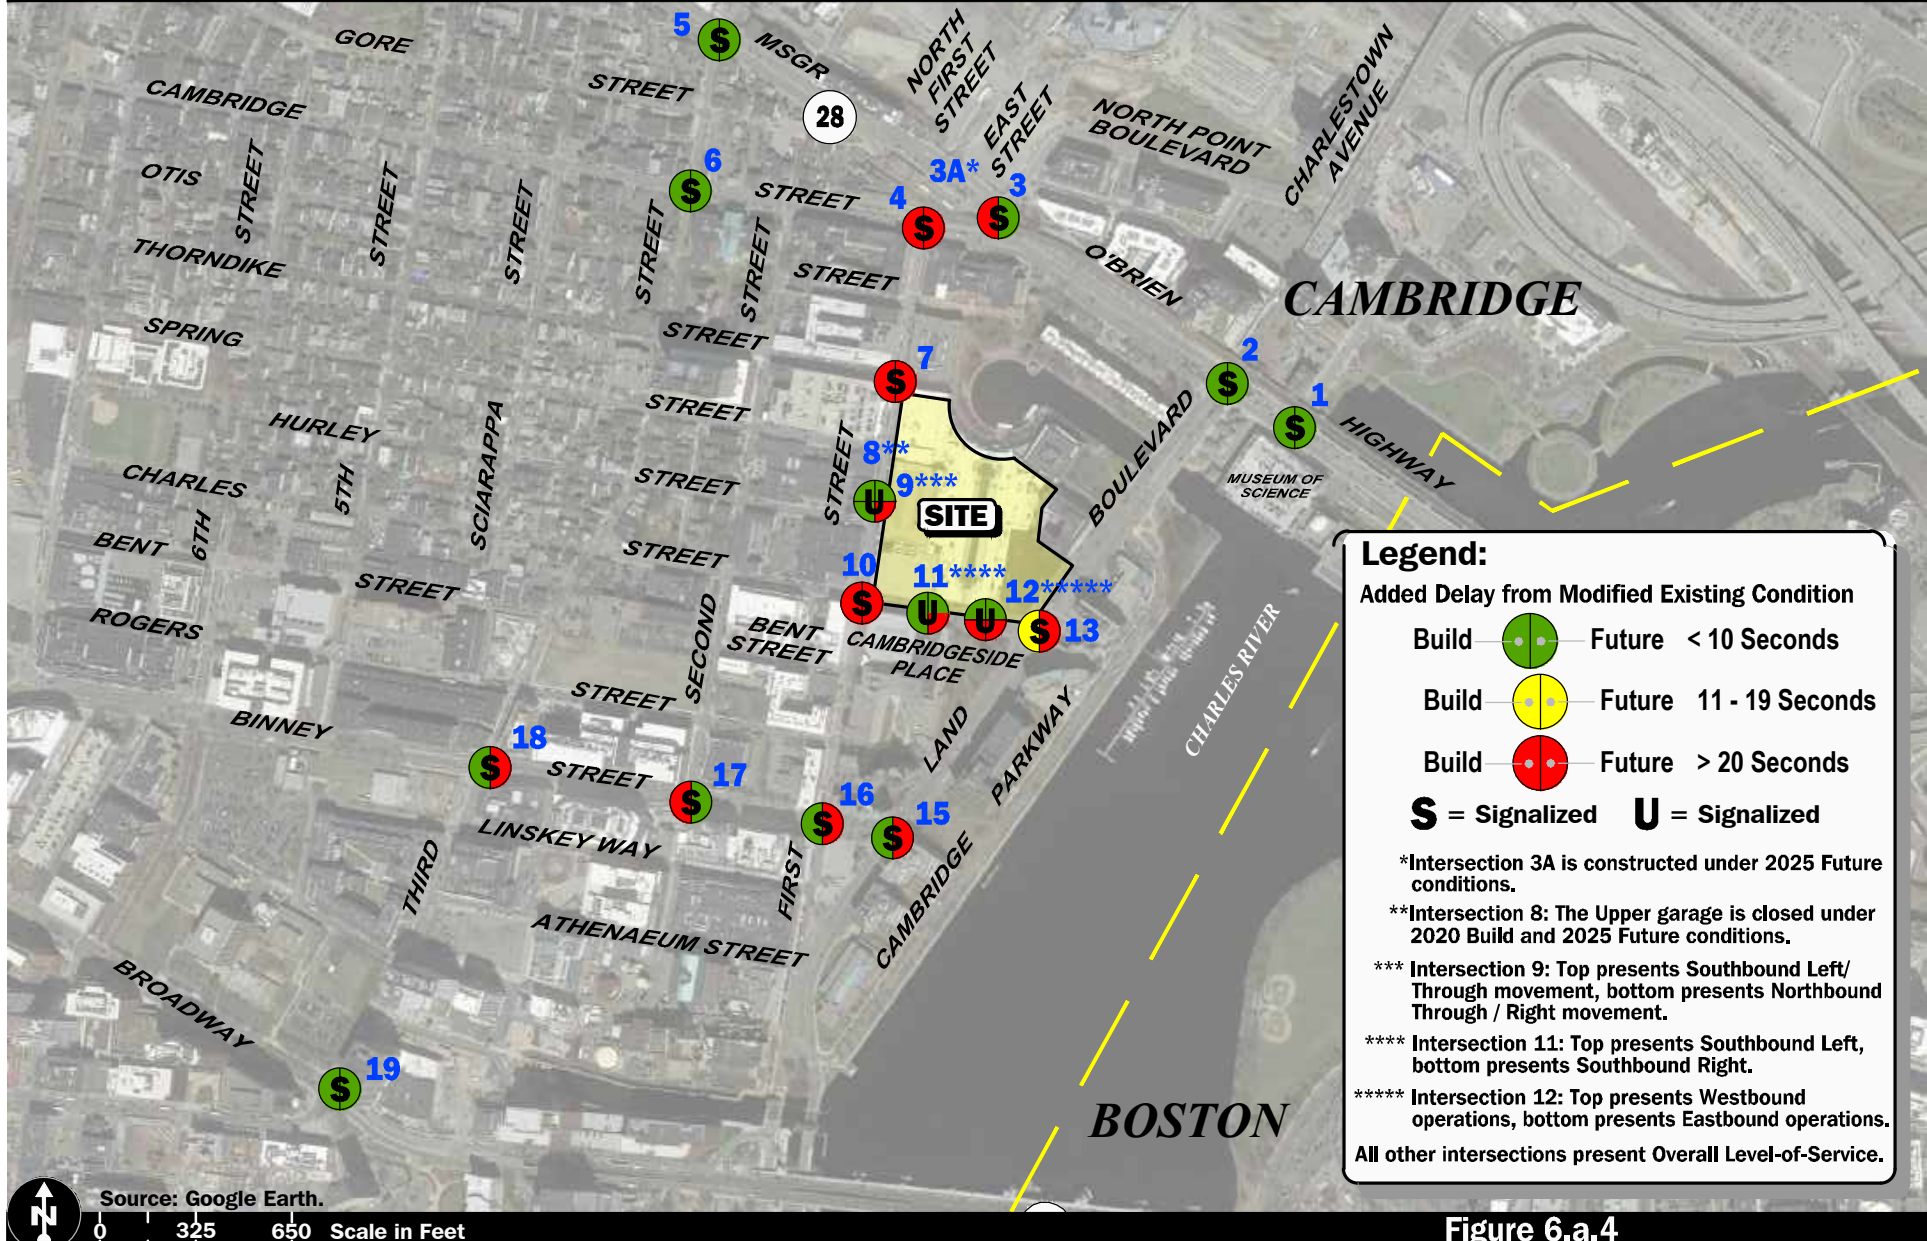 GORE
STREET
5
S
MSGR
28
NORTH
FIRST
STREET
EAST
STREET
NORTH POINT
BOULEVARD
CHARLESTOWN
AVENUE
CAMBRIDGE
STREET
OTIS
STREET
STREET
STREET
STREET
STREET
STREET
6
S
4
S
3A*
3
S
THORNDIKE
STREET
O'BRIEN
CAMBRIDGE
SPRING
STREET
7
S
2
S
1
S
HIGHWAY
BOULEVARD
MUSEUM OF
SCIENCE
HURLEY
STREET
5TH
SCIARAPPA
STREET
8**
9***
U
SITE
CHARLES
STREET
6TH
BENT
STREET
STREET
10
S
11****
U
12*****
U
S
13
ROGERS
SECOND
BENT
STREET
CAMBRIDGESIDE
PLACE
CHARLES RIVER
STREET
BINNEY
STREET
18
S
17
S
16
S
15
S
LAND
PARKWAY
CAMBRIDGE
LINSKEY WAY
THIRD
FIRST
ATHENAEUM STREET
BROADWAY
19
S
BOSTON
Legend:
Added Delay from Modified Existing Condition
Build Future < 10 Seconds
Build Future 11 - 19 Seconds
Build Future > 20 Seconds
S = Signalized U = Signalized
*Intersection 3A is constructed under 2025 Future
conditions.
**Intersection 8: The Upper garage is closed under
2020 Build and 2025 Future conditions.
*** Intersection 9: Top presents Southbound Left/
Through movement, bottom presents Northbound
Through / Right movement.
**** Intersection 11: Top presents Southbound Left,
bottom presents Southbound Right.
***** Intersection 12: Top presents Westbound
operations, bottom presents Eastbound operations.
All other intersections present Overall Level-of-Service.
N
Source: Google Earth.
0 325 650 Scale in Feet
Figure 6.a.4